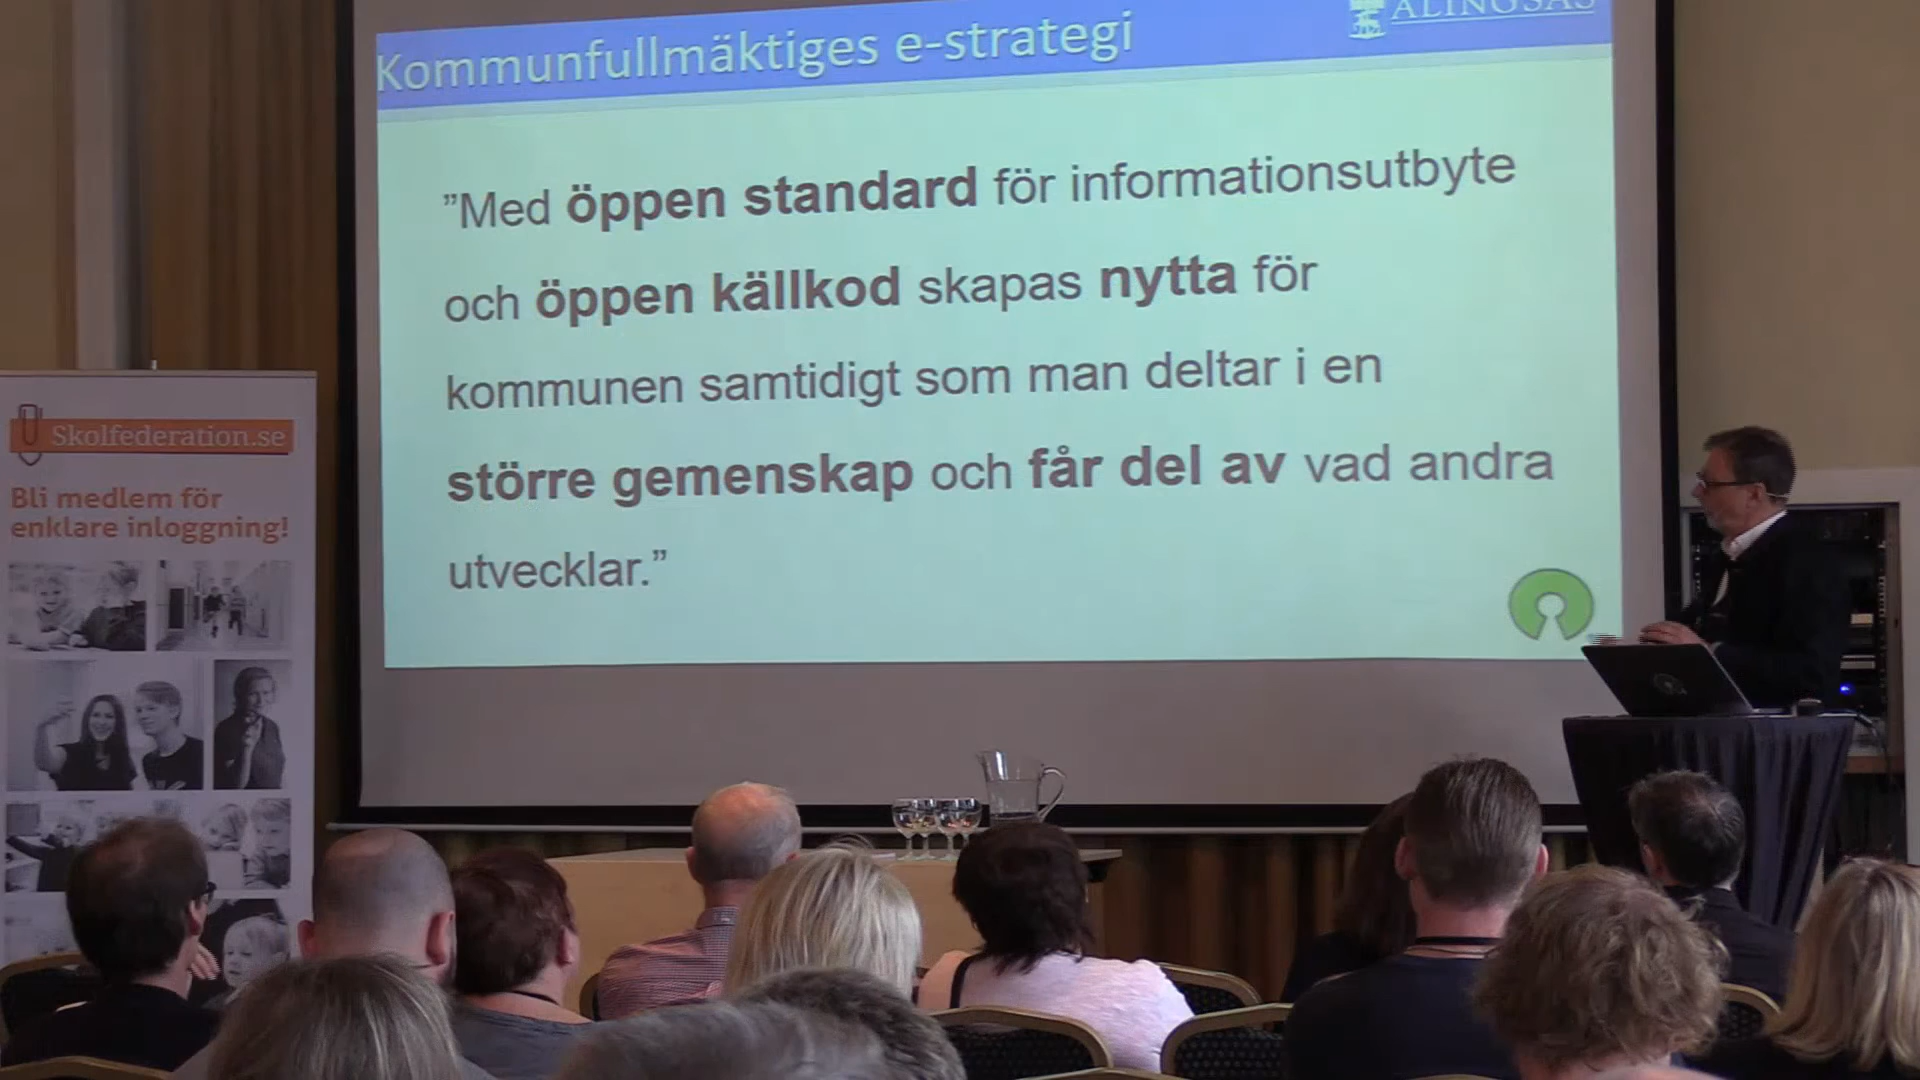 Kommunfullmäktiges e-strategi
ALINGSÅS
”Med öppen standard för informationsutbyte
och öppen källkod skapas nytta för
kommunen samtidigt som man deltar i en
större gemenskap och får del av vad andra
utvecklar.”
Skolfederation.se
Bli medlem för
enklare inloggning!